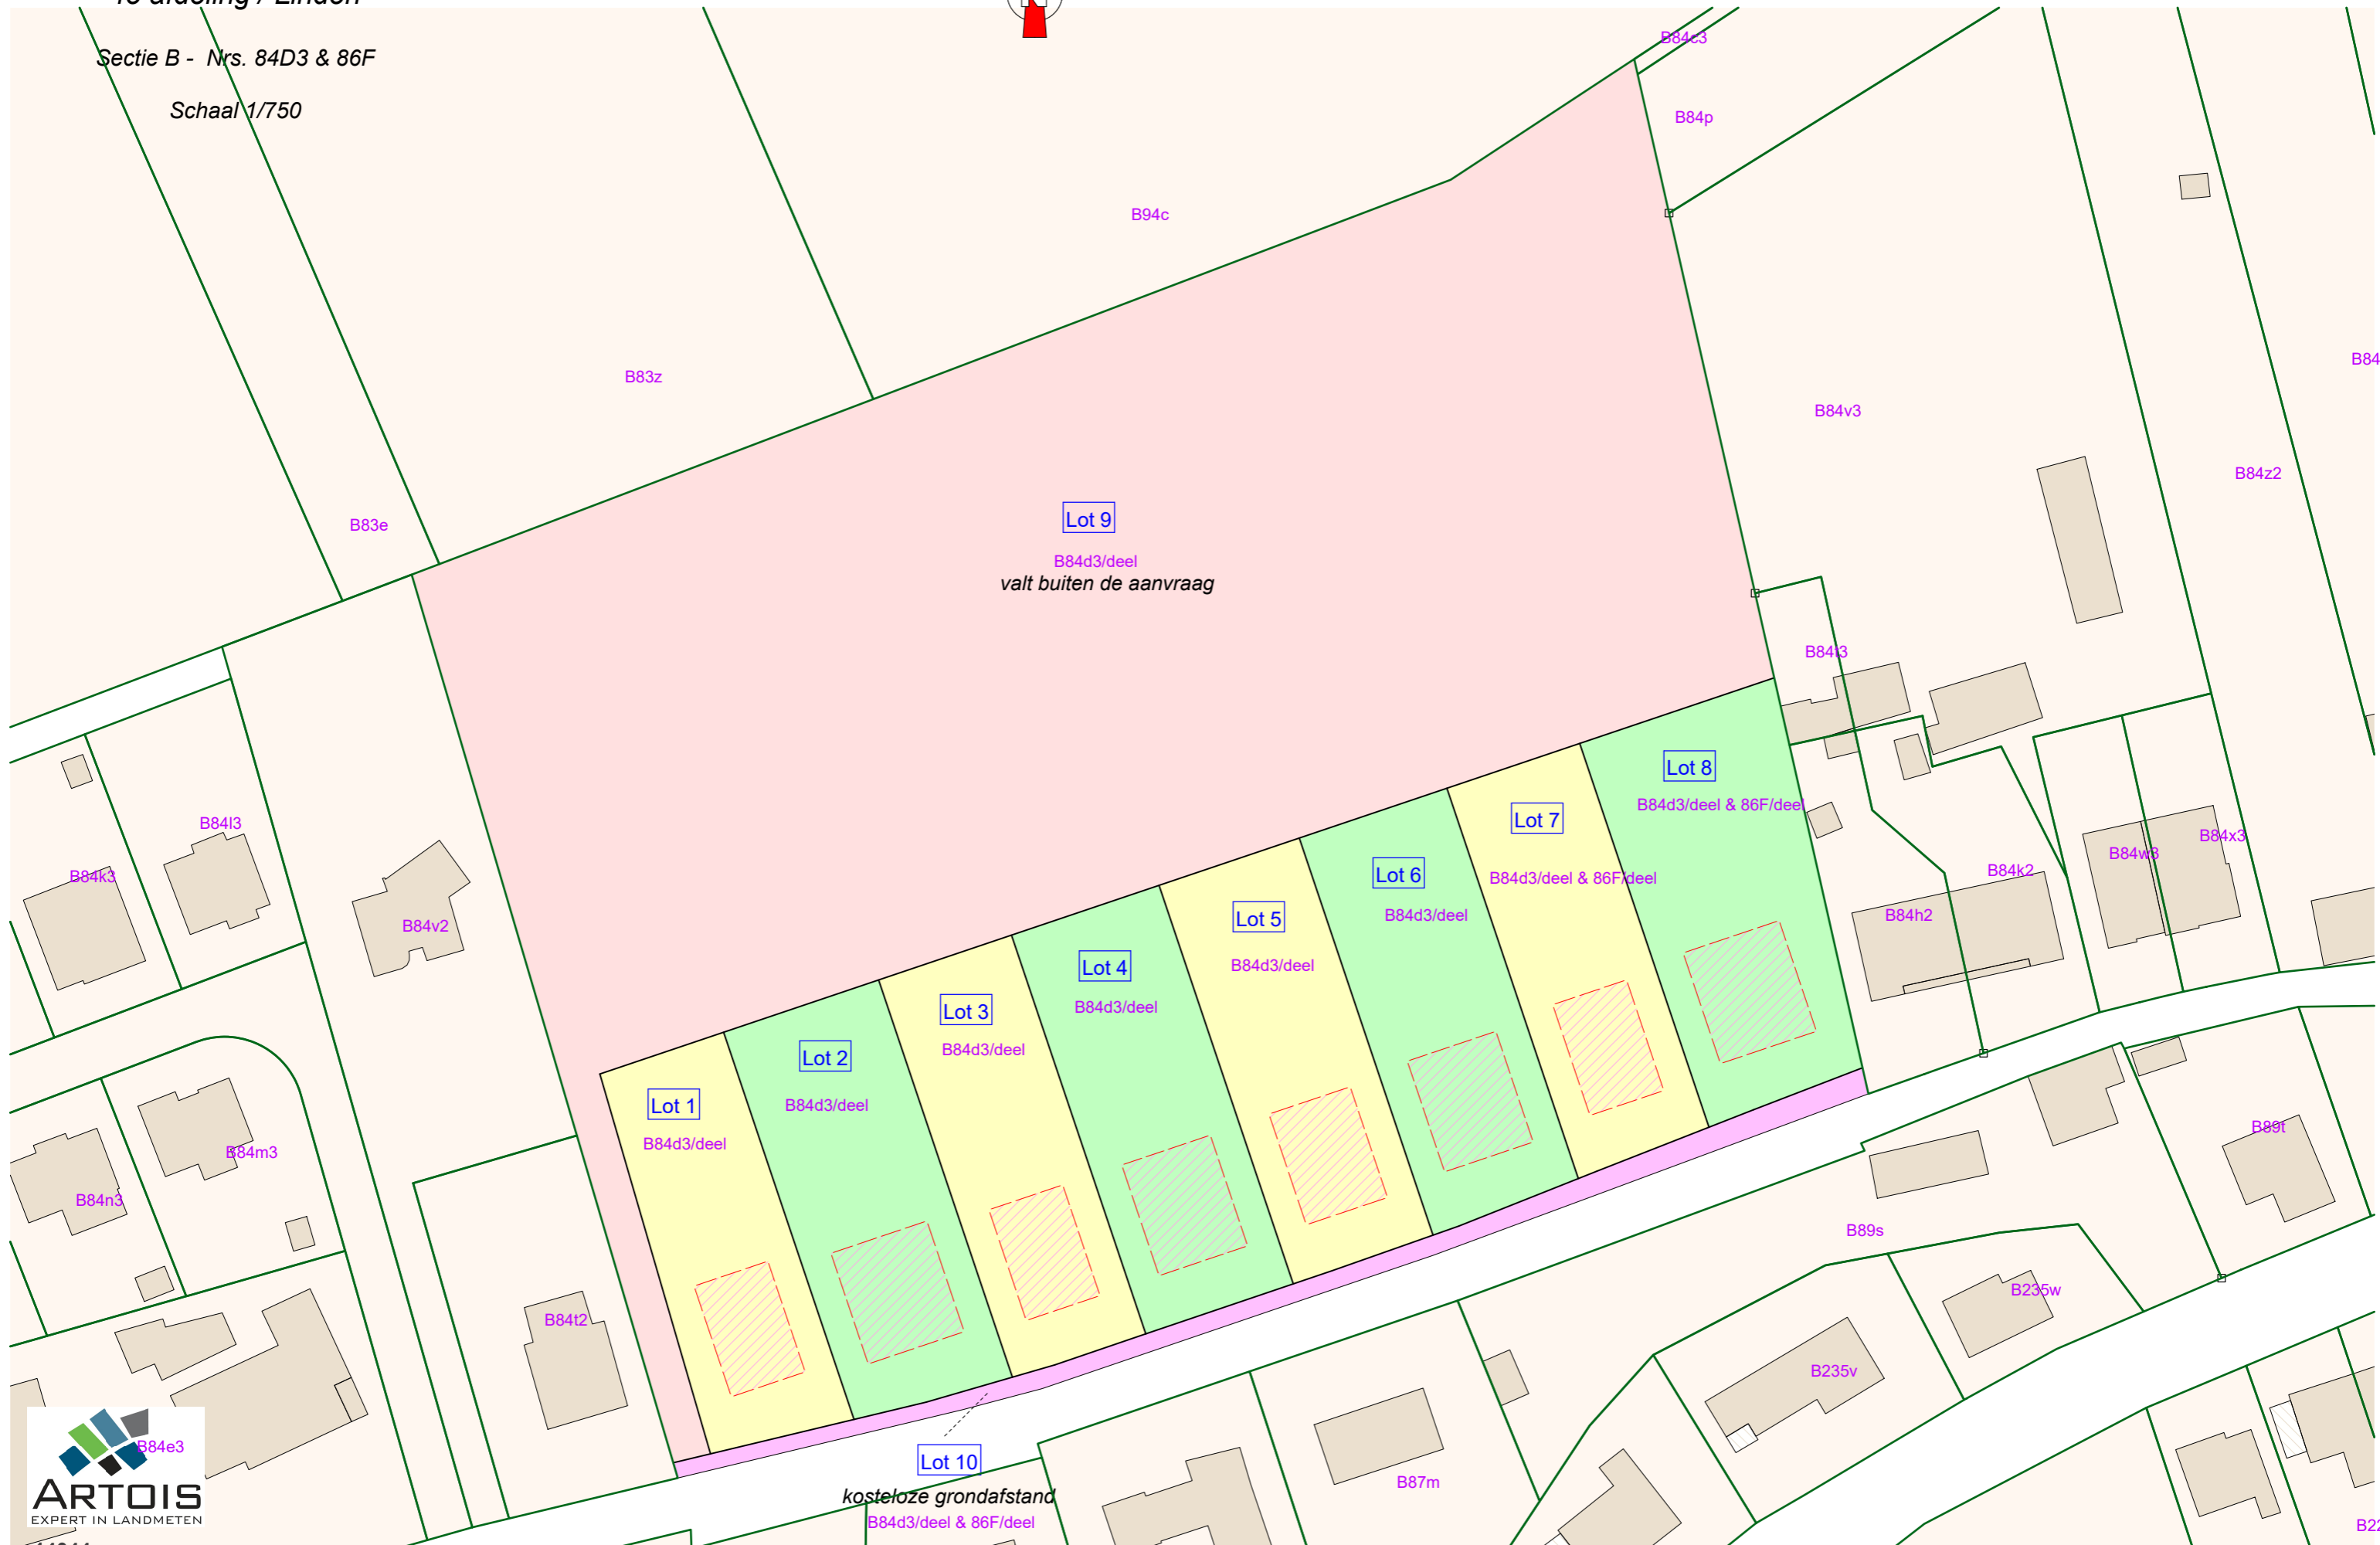 Sectie B - Nrs. 84D3 & 86F
Schaal 1/750
B84c3
B84p
B94c
B83z
B84
B84v3
B84z2
B83e
Lot 9
B84d3/deel
valt buiten de aanvraag
B84t3
Lot 8
B84d3/deel & 86F/deel
Lot 7
B84d3/deel & 86F/deel
Lot 6
B84d3/deel
Lot 5
B84d3/deel
Lot 4
B84d3/deel
Lot 3
B84d3/deel
Lot 2
B84d3/deel
Lot 1
B84d3/deel
B84l3
B84k3
B84v2
B84x3
B84w3
B84k2
B84h2
B84m3
B84n3
B89t
B89s
B235w
B84t2
B235v
B84e3
ARTOIS
EXPERT IN LANDMETEN
Lot 10
kosteloze grondafstand
B84d3/deel & 86F/deel
B87m
B22